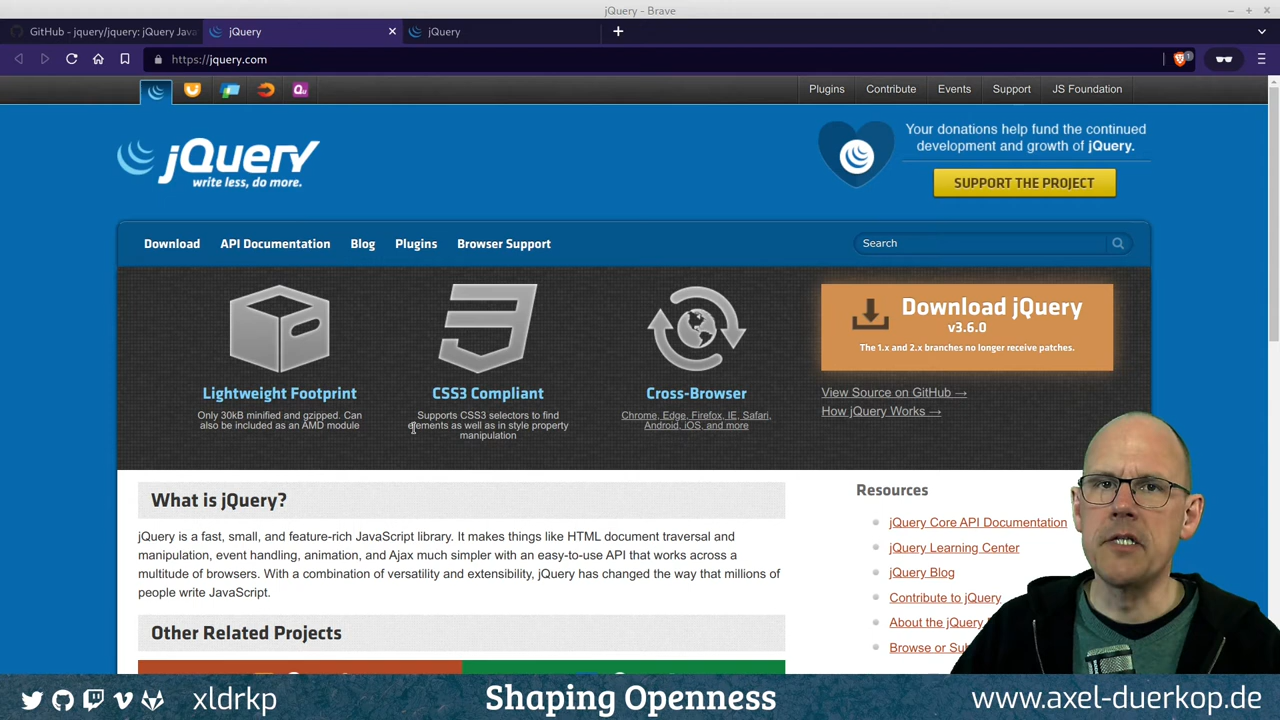 jQuery - Brave
GitHub - jquery/jquery: jQuery Java
jQuery
jQuery
https://jquery.com
1
Plugins
Contribute
Events
Support
JS Foundation
jQuery
write less, do more.
Your donations help fund the continued
development and growth of jQuery.
SUPPORT THE PROJECT
Download
API Documentation
Blog
Plugins
Browser Support
Search
Lightweight Footprint
Only 30kB minified and gzipped. Can
also be included as an AMD module
CSS3 Compliant
Supports CSS3 selectors to find
elements as well as in style property
manipulation
Cross-Browser
Chrome, Edge, Firefox, IE, Safari,
Android, iOS, and more
Download jQuery
v3.6.0
The 1.x and 2.x branches no longer receive patches.
View Source on GitHub →
How jQuery Works →
What is jQuery?
jQuery is a fast, small, and feature-rich JavaScript library. It makes things like HTML document traversal and
manipulation, event handling, animation, and Ajax much simpler with an easy-to-use API that works across a
multitude of browsers. With a combination of versatility and extensibility, jQuery has changed the way that millions of
people write JavaScript.
Other Related Projects
Resources
jQuery Core API Documentation
jQuery Learning Center
jQuery Blog
Contribute to jQuery
About the jQuery
Browse or Su
xldrkp
Shaping Openness
www.axel-duerkop.de